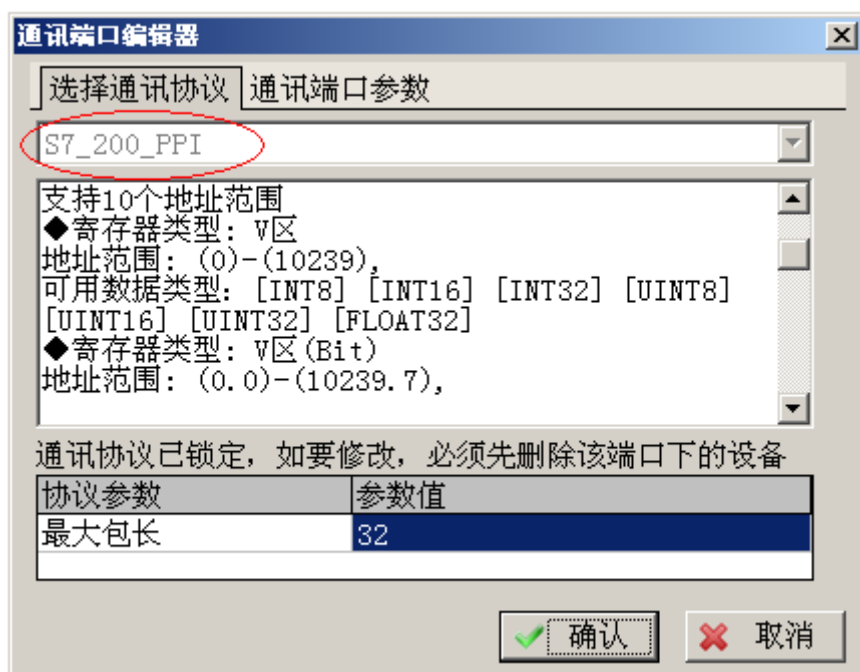 通讯端口编辑器
选择通讯协议 通讯端口参数
S7_200_PPI
支持10个地址范围
◆寄存器类型: V区
地址范围: (0)-(10239),
可用数据类型: [INT8] [INT16] [INT32] [UINT8]
[UINT16] [UINT32] [FLOAT32]
◆寄存器类型: V区(Bit)
地址范围: (0.0)-(10239.7),
通讯协议已锁定，如要修改，必须先删除该端口下的设备
协议参数 参数值
最大包长 32
确认 取消